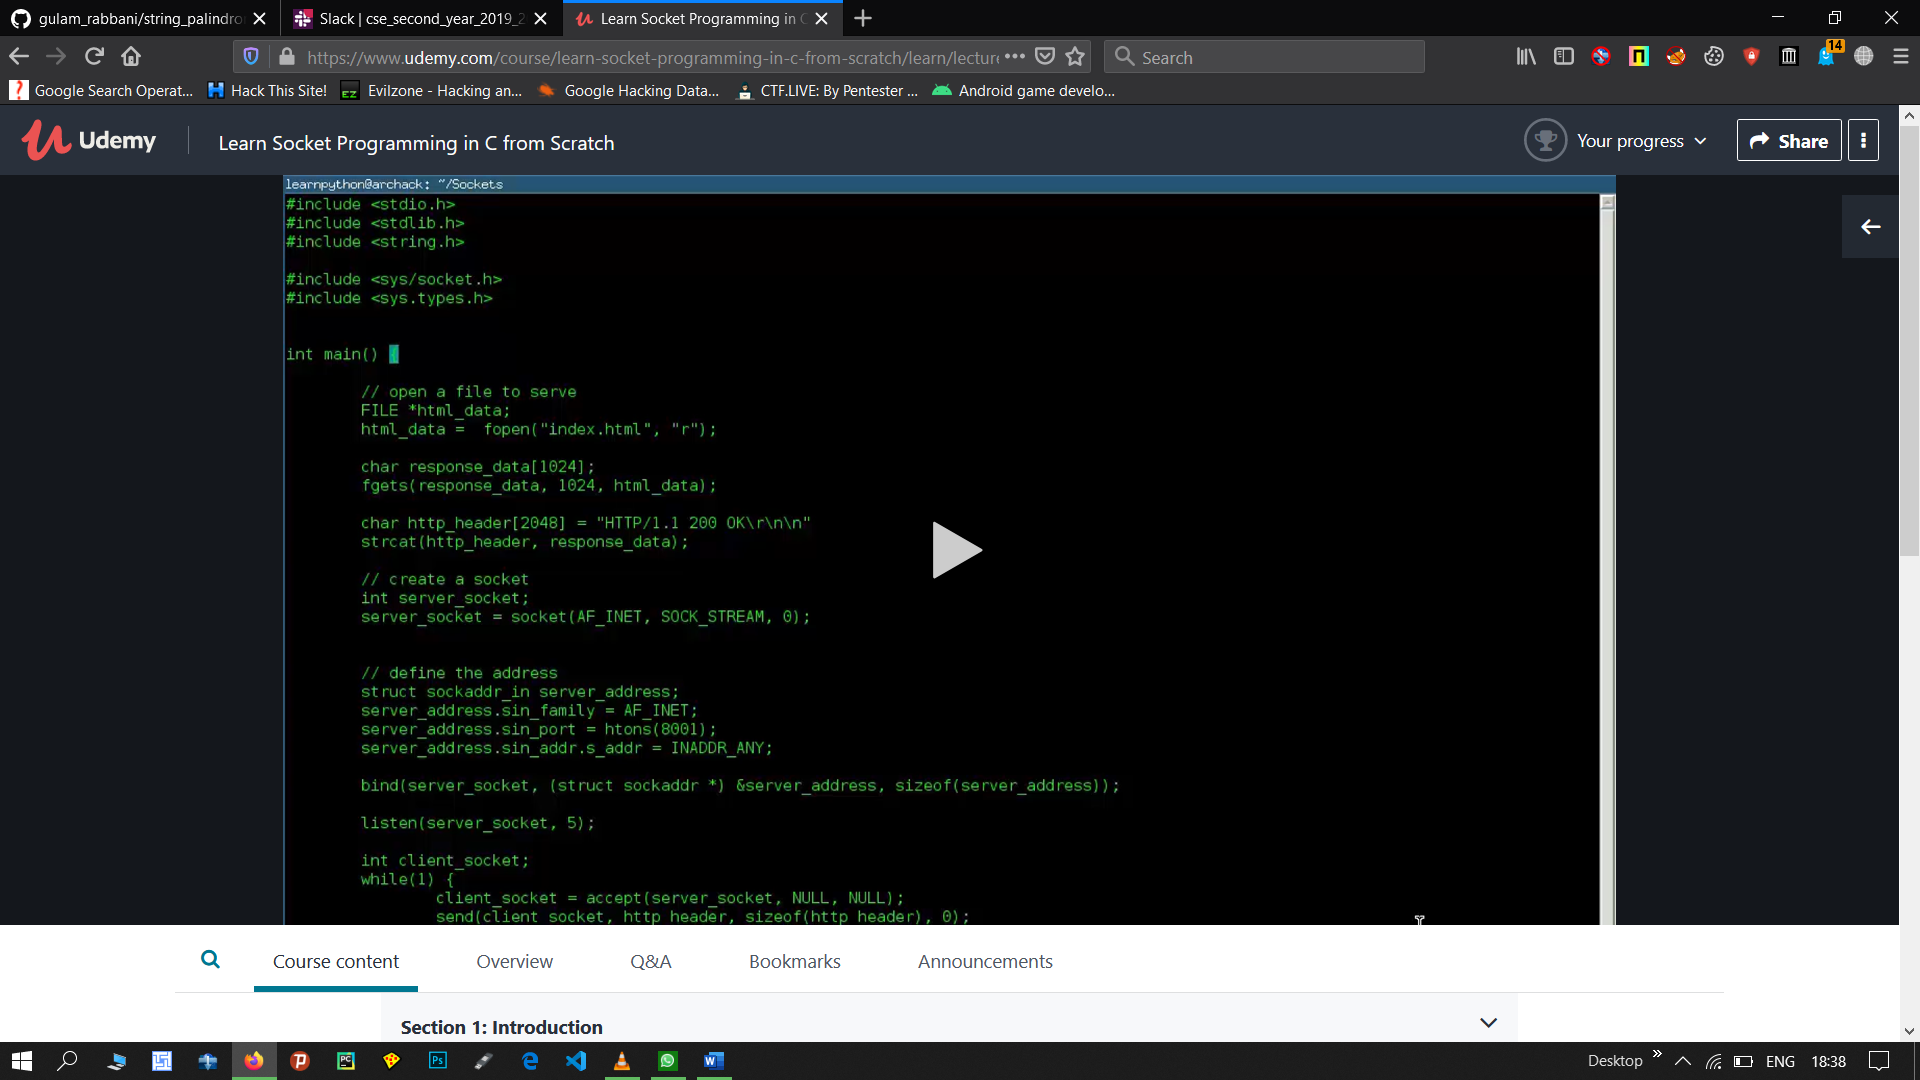 gulam_rabbani/string_palindro
Slack | cse_second_year_2019_2
Learn Socket Programming in C
https://www.udemy.com/course/learn-socket-programming-in-c-from-scratch/learn/lecture
Search
Google Search Operat...
Hack This Site!
EZ
Evilzone - Hacking an...
Google Hacking Data...
CTF.LIVE: By Pentester ...
Android game develo...
14
Udemy
Learn Socket Programming in C from Scratch
Your progress
Share
learnpython@archack: ~/Sockets
#include <stdio.h>
#include <stdlib.h>
#include <string.h>
#include <sys/socket.h>
#include <sys.types.h>
int main() {
// open a file to serve
FILE *html_data;
html_data =  fopen("index.html", "r");
char response_data[1024];
fgets(response_data, 1024, html_data);
char http_header[2048] = "HTTP/1.1 200 OK\r\n\n"
strcat(http_header, response_data);
// create a socket
int server_socket;
server_socket = socket(AF_INET, SOCK_STREAM, 0);
// define the address
struct sockaddr_in server_address;
server_address.sin_family = AF_INET;
server_address.sin_port = htons(8001);
server_address.sin_addr.s_addr = INADDR_ANY;
bind(server_socket, (struct sockaddr *) &server_address, sizeof(server_address));
listen(server_socket, 5);
int client_socket;
while(1) {
client_socket = accept(server_socket, NULL, NULL);
send(client_socket, http_header, sizeof(http_header), 0);
Course content
Overview
Q&A
Bookmarks
Announcements
Section 1: Introduction
PC
Ps
Desktop
ENG
18:38